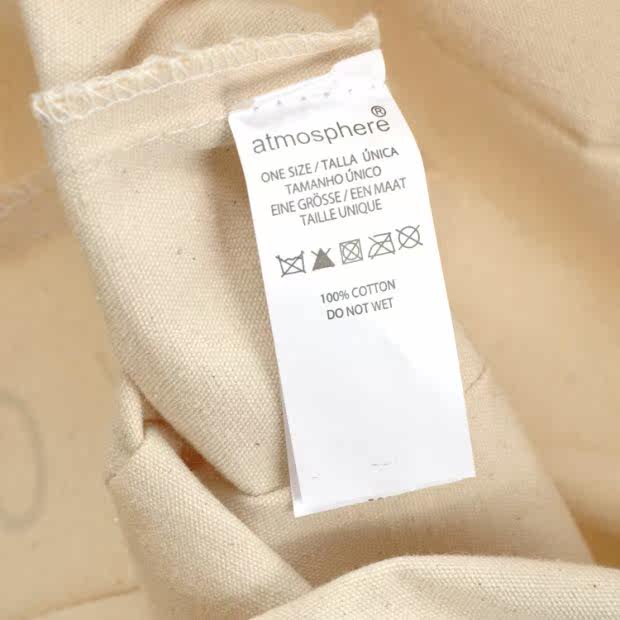 atmosphere®
ONE SIZE / TALLA ÚNICA
TAMANHO ÚNICO
EINE GRÖSSE / EEN MAAT
TAILLE UNIQUE
100% COTTON
DO NOT WET